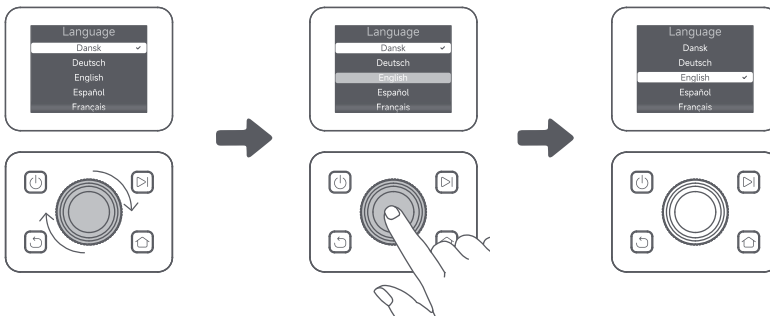 Language
Dansk
Deutsch
English
Español
Français
Language
Dansk
Deutsch
English
Español
Français
Language
Dansk
Deutsch
English
Español
Français